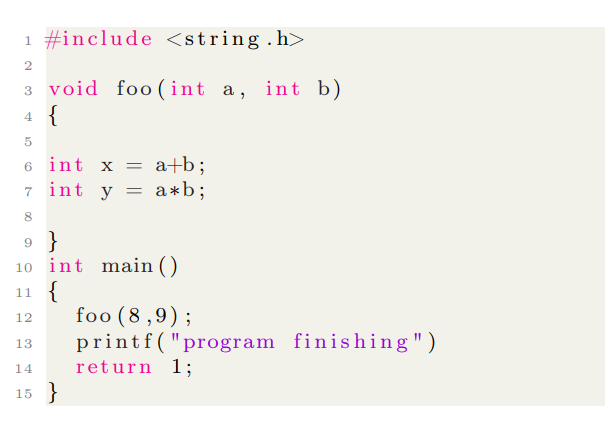 1 #include <string.h>
2
3 void foo(int a, int b)
4 {
5
6 int x = a+b;
7 int y = a*b;
8
9 }
10 int main()
11 {
12 foo(8,9);
13 printf("program finishing")
14 return 1;
15 }